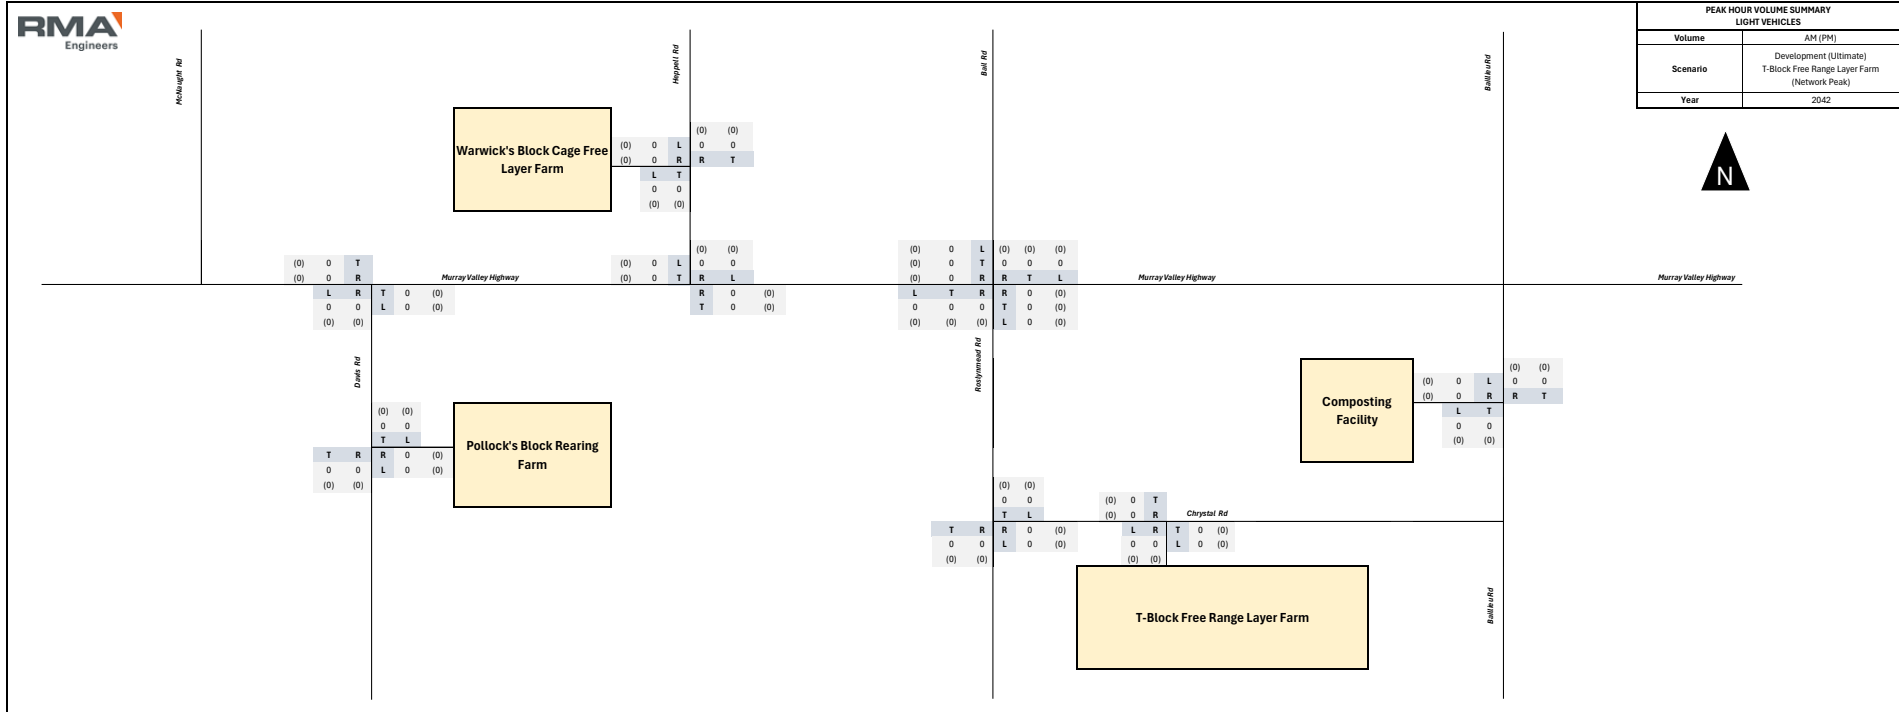 RMA
Engineers
PEAK HOUR VOLUME SUMMARY
LIGHT VEHICLES
Volume AM (PM)
Scenario Development (Ultimate)
T-Block Free Range Layer Farm
(Network Peak)
Year 2042
N
McNaught Rd
Heppell Rd
Ball Rd
Baillieu Rd
Warwick's Block Cage Free
Layer Farm
(0) (0)
(0) 0 L 0 0
(0) 0 R R T
L T
0 0
(0) (0)
(0) 0 T
(0) 0 R
Murray Valley Highway
L R T 0 (0)
0 0 L 0 (0)
(0) (0)
(0) (0)
(0) 0 L 0 0
(0) 0 T R L
R 0 (0)
T 0 (0)
(0) 0 L (0) (0) (0)
(0) 0 T 0 0 0
(0) 0 R R T L
L T R R 0 (0)
0 0 0 T 0 (0)
(0) (0) (0) L 0 (0)
Murray Valley Highway
Murray Valley Highway
Davis Rd
Roslynmead Rd
(0) (0)
0 0
T L
T R R 0 (0)
0 0 L 0 (0)
(0) (0)
Pollock's Block Rearing
Farm
Composting
Facility
(0) (0)
(0) 0 L 0 0
(0) 0 R R T
L T
0 0
(0) (0)
(0) (0)
0 0
T L
T R R 0 (0)
0 0 L 0 (0)
(0) (0)
(0) 0 T
(0) 0 R
Chrystal Rd
L R T 0 (0)
0 0 L 0 (0)
(0) (0)
T-Block Free Range Layer Farm
Baillieu Rd